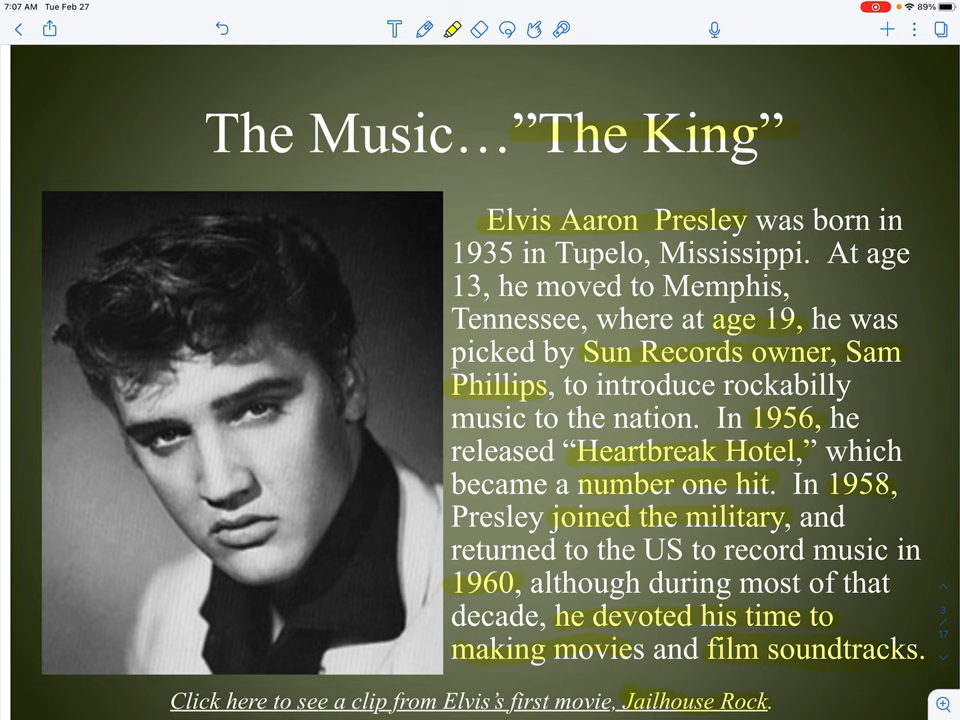 7:07 AM Tue Feb 27
89%
The Music…”The King”
Elvis Aaron  Presley was born in
1935 in Tupelo, Mississippi.  At age
13, he moved to Memphis,
Tennessee, where at age 19, he was
picked by Sun Records owner, Sam
Phillips, to introduce rockabilly
music to the nation.  In 1956, he
released “Heartbreak Hotel,” which
became a number one hit.  In 1958,
Presley joined the military, and
returned to the US to record music in
1960, although during most of that
decade, he devoted his time to
making movies and film soundtracks.
3
/
17
Click here to see a clip from Elvis’s first movie, Jailhouse Rock.